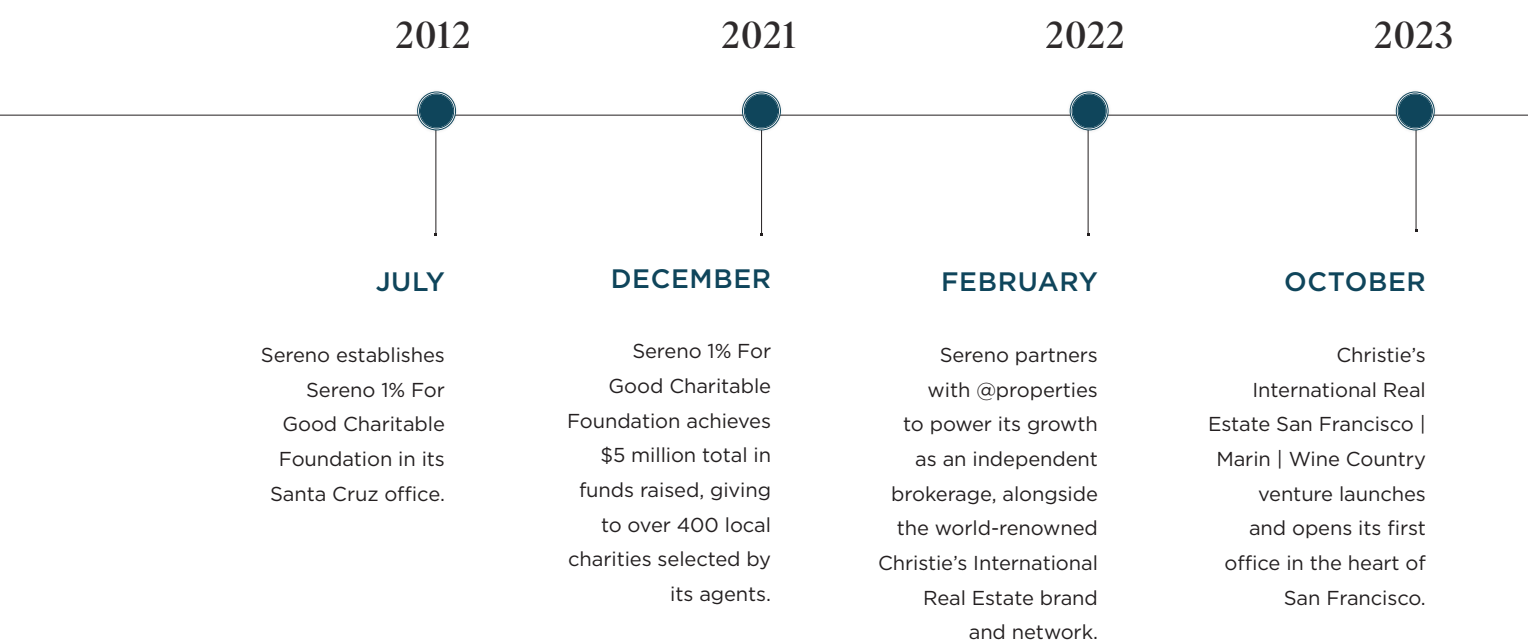 2012
JULY
Sereno establishes
Sereno 1% For
Good Charitable
Foundation in its
Santa Cruz office.
2021
DECEMBER
Sereno 1% For
Good Charitable
Foundation achieves
$5 million total in
funds raised, giving
to over 400 local
charities selected by
its agents.
2022
FEBRUARY
Sereno partners
with @properties
to power its growth
as an independent
brokerage, alongside
the world-renowned
Christie’s International
Real Estate brand
and network.
2023
OCTOBER
Christie’s
International Real
Estate San Francisco |
Marin | Wine Country
venture launches
and opens its first
office in the heart of
San Francisco.